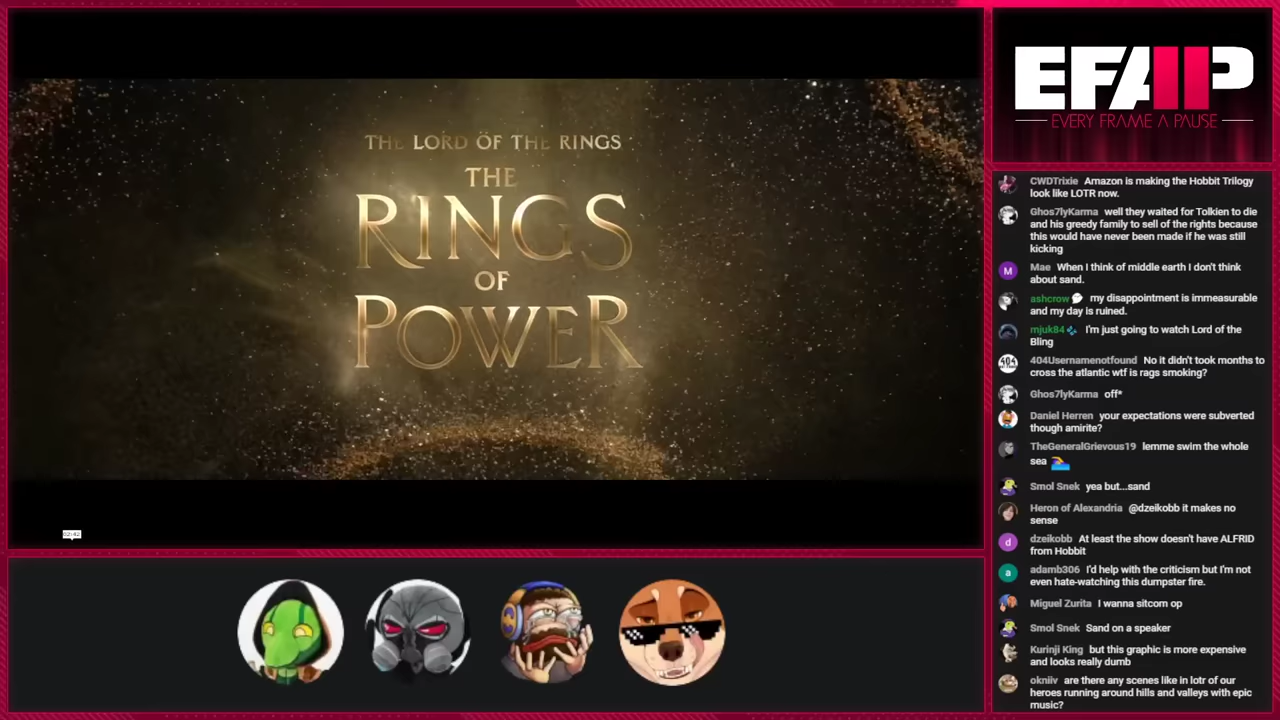 THE LORD OF THE RINGS
THE
RINGS
OF
POWER
02:42
EFAP
EVERY FRAME A PAUSE
CWDTrixie Amazon is making the Hobbit Trilogy
look like LOTR now.
Ghos7lyKarma well they waited for Tolkien to die
and his greedy family to sell of the rights because
this would have never been made if he was still
kicking
M
Mae When I think of middle earth I don't think
about sand.
ashcrow my disappointment is immeasurable
and my day is ruined.
mjuk84 I'm just going to watch Lord of the
Bling
404
404Usernamenotfound No it didn't took months to
cross the atlantic wtf is rags smoking?
Ghos7lyKarma off*
Daniel Herren your expectations were subverted
though amirite?
TheGeneralGrievous19 lemme swim the whole
sea
Smol Snek yea but...sand
Heron of Alexandria @dzeikobb it makes no
sense
d
dzeikobb At least the show doesn't have ALFRID
from Hobbit
a
adamb306 I'd help with the criticism but I'm not
even hate-watching this dumpster fire.
Miguel Zurita I wanna sitcom op
Smol Snek Sand on a speaker
Kurinji King but this graphic is more expensive
and looks really dumb
okniiv are there any scenes like in lotr of our
heroes running around hills and valleys with epic
music?